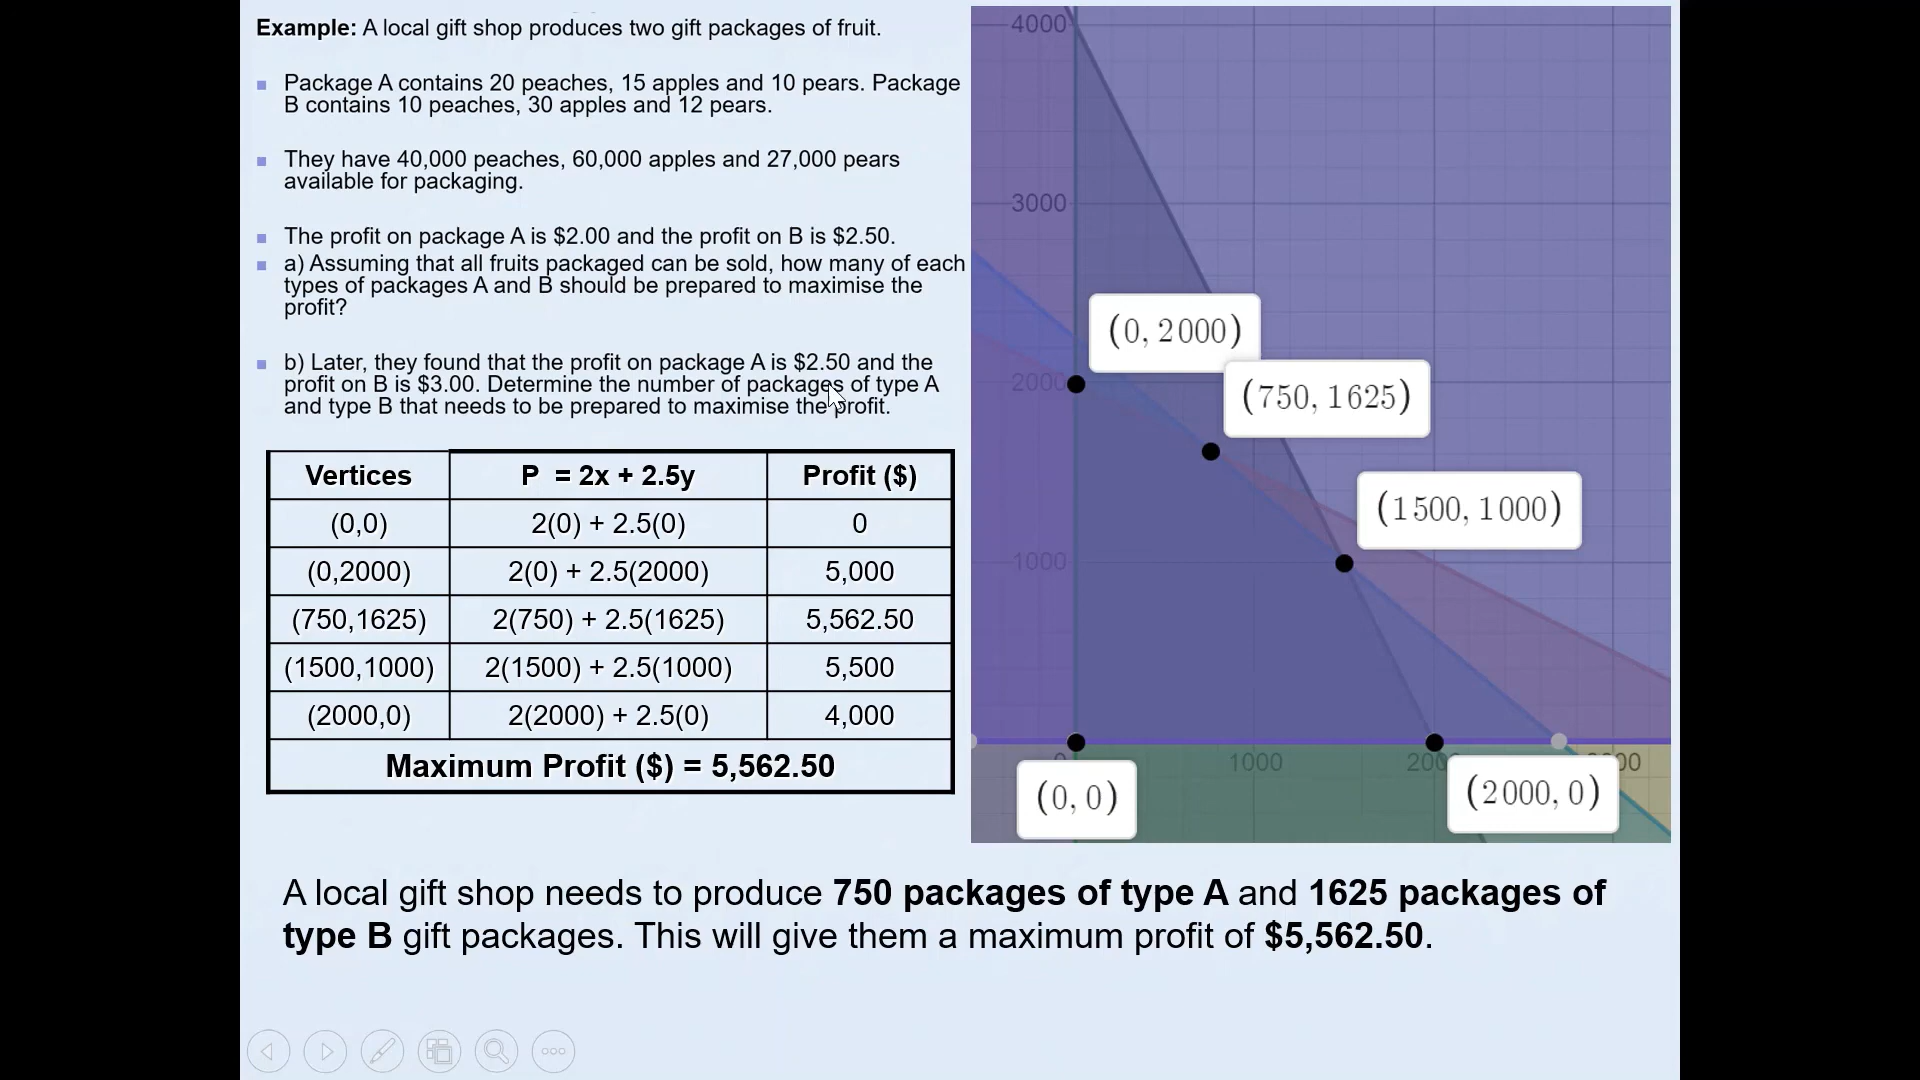 Example: A local gift shop produces two gift packages of fruit.
Package A contains 20 peaches, 15 apples and 10 pears. Package
B contains 10 peaches, 30 apples and 12 pears.
They have 40,000 peaches, 60,000 apples and 27,000 pears
available for packaging.
The profit on package A is $2.00 and the profit on B is $2.50.
a) Assuming that all fruits packaged can be sold, how many of each
types of packages A and B should be prepared to maximise the
profit?
b) Later, they found that the profit on package A is $2.50 and the
profit on B is $3.00. Determine the number of packages of type A
and type B that needs to be prepared to maximise the profit.
Vertices P = 2x + 2.5y Profit ($)
(0,0) 2(0) + 2.5(0) 0
(0,2000) 2(0) + 2.5(2000) 5,000
(750,1625) 2(750) + 2.5(1625) 5,562.50
(1500,1000) 2(1500) + 2.5(1000) 5,500
(2000,0) 2(2000) + 2.5(0) 4,000
Maximum Profit ($) = 5,562.50
4000
3000
(0, 2000)
2000
(750, 1625)
(1500, 1000)
1000
0 1000
(0, 0)
(2000, 0)
A local gift shop needs to produce 750 packages of type A and 1625 packages of
type B gift packages. This will give them a maximum profit of $5,562.50.